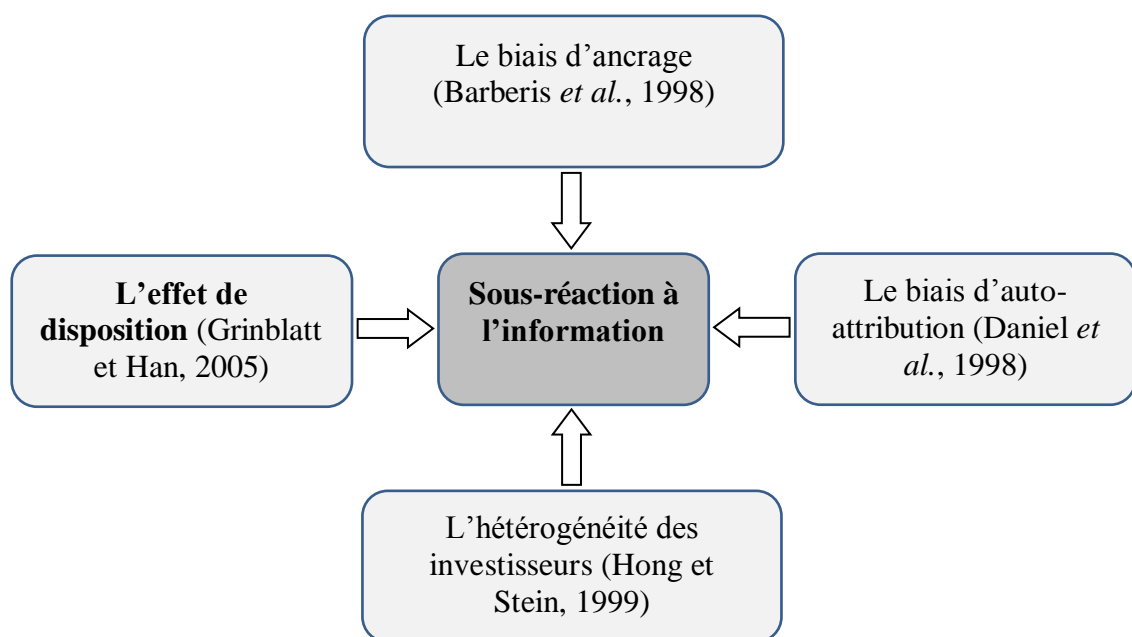 Le biais d’ancrage
(Barberis et al., 1998)
L’effet de
disposition (Grinblatt
et Han, 2005)
Sous-réaction à
l’information
Le biais d’auto-
attribution (Daniel et
al., 1998)
L’hétérogénéité des
investisseurs (Hong et
Stein, 1999)